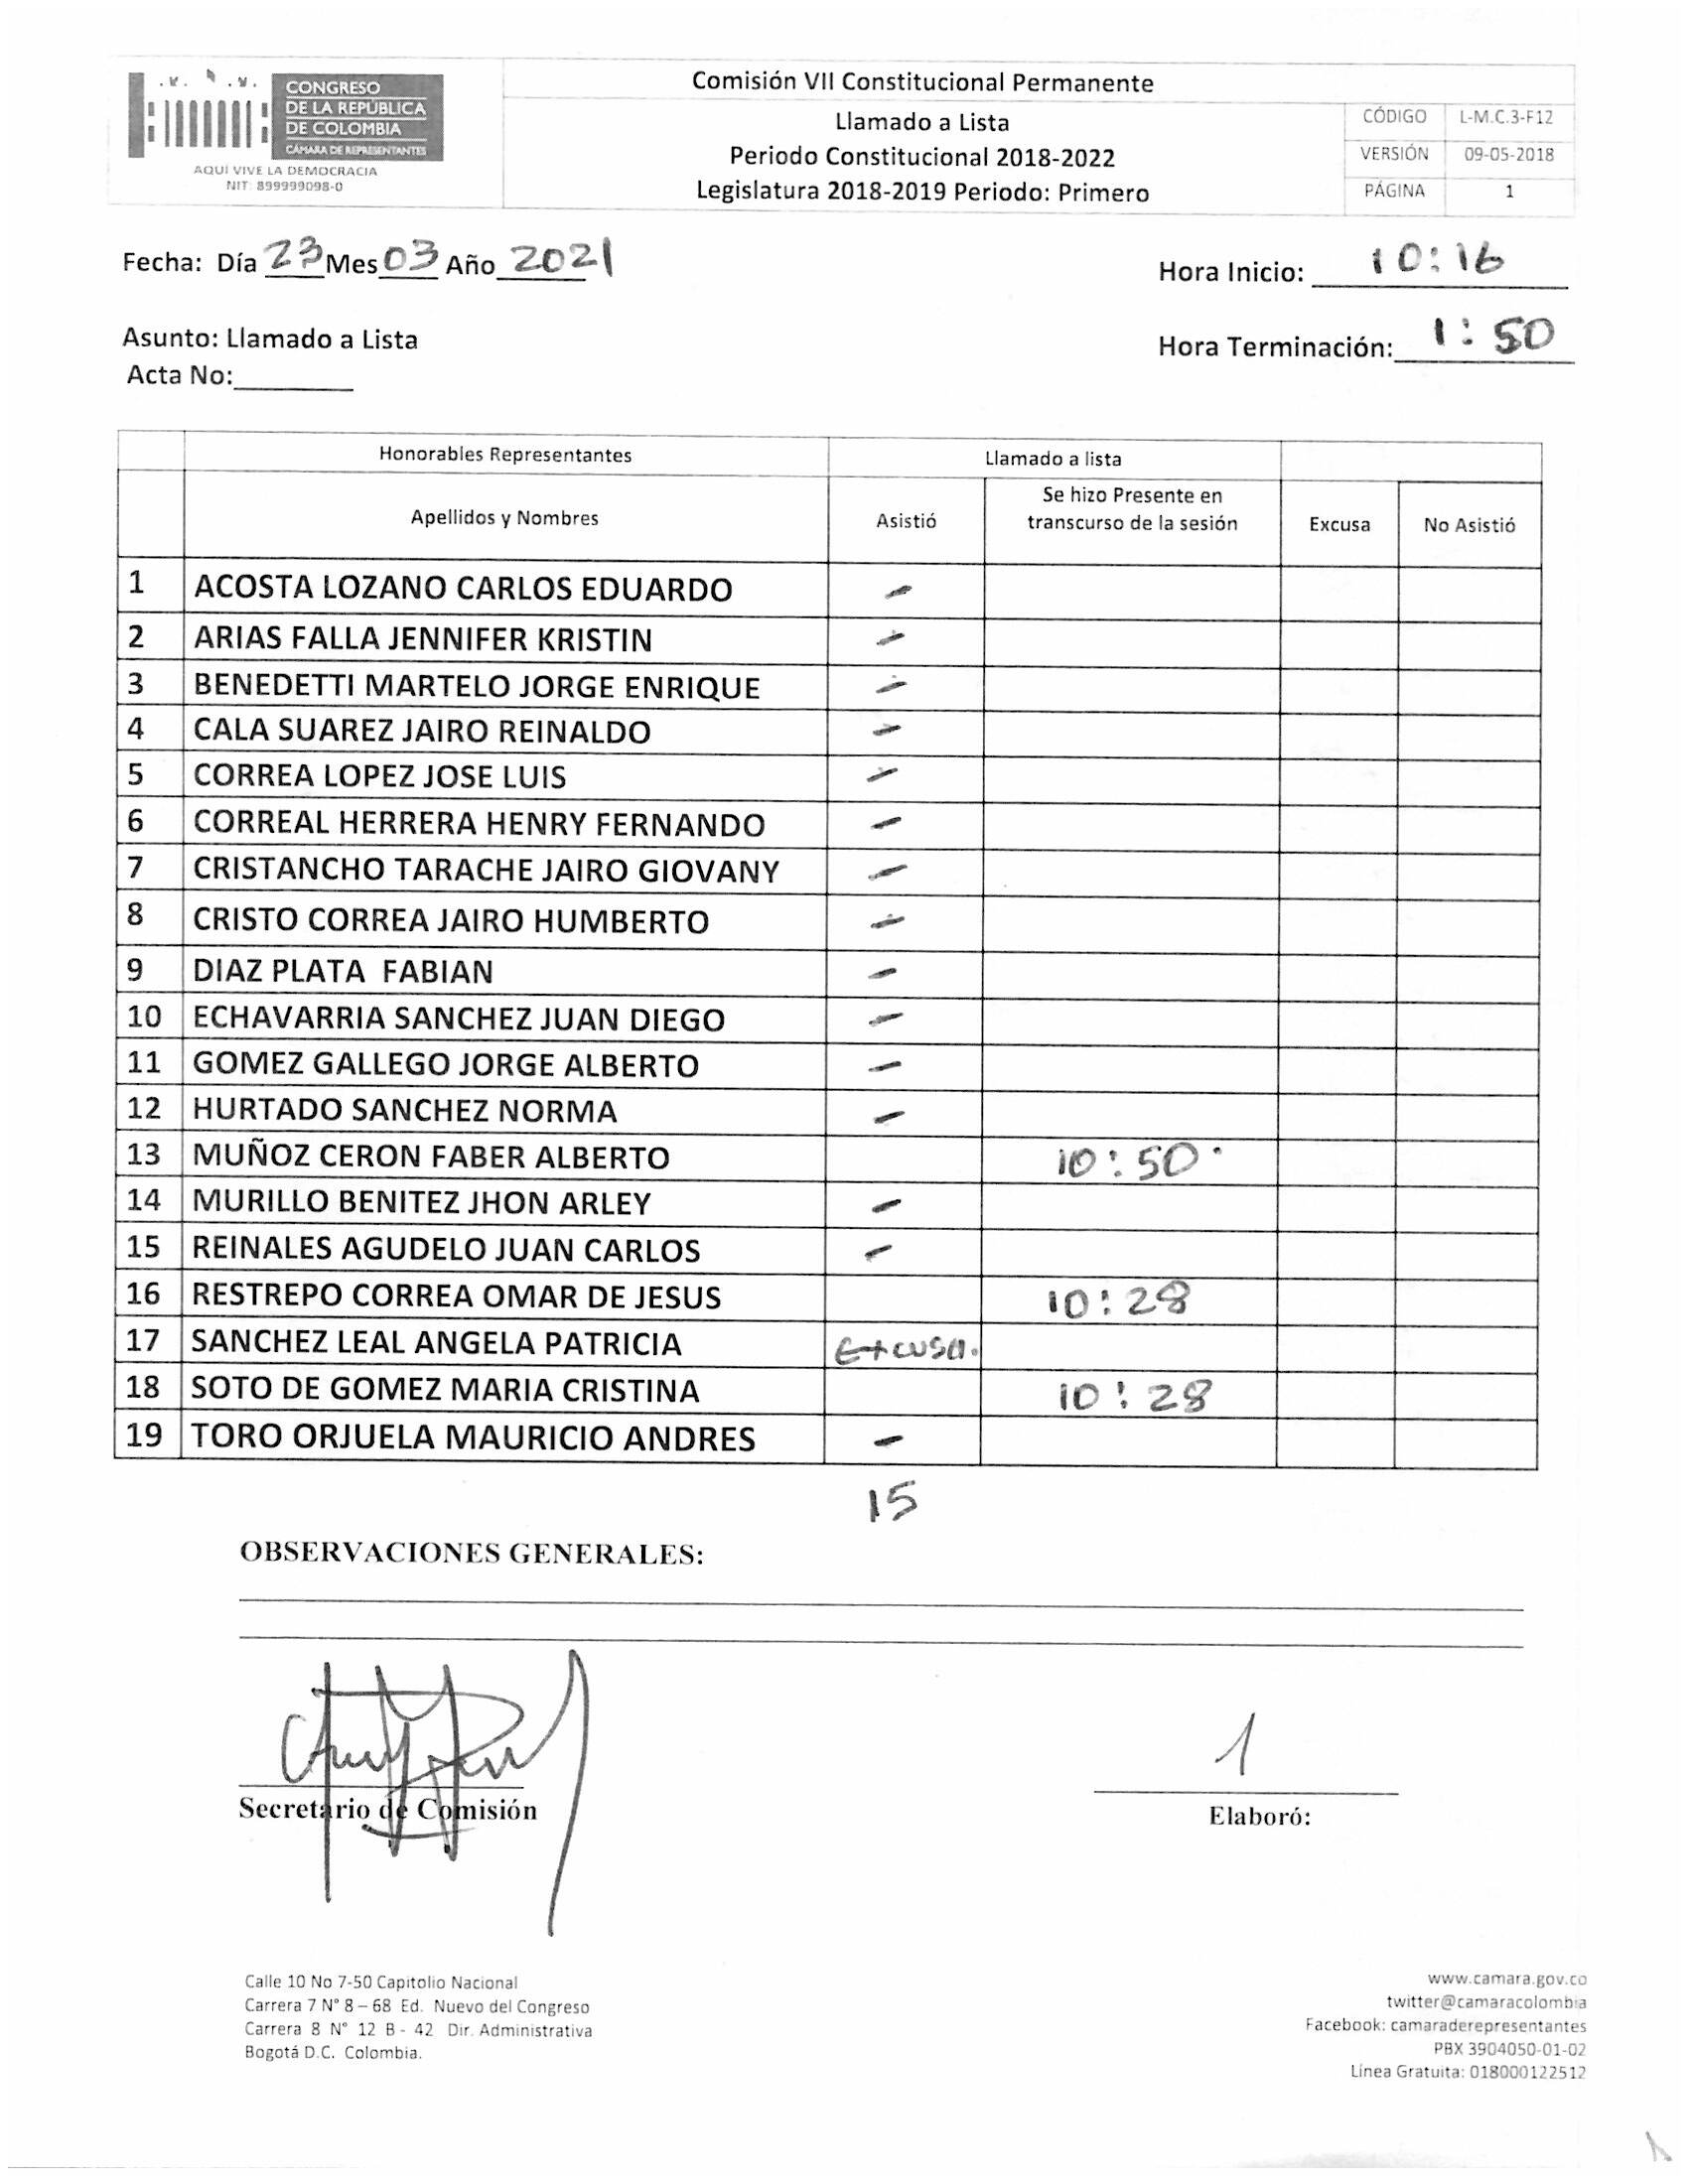 CONGRESO
DE LA REPÚBLICA
DE COLOMBIA
CÁMARA DE REPRESENTANTES
AQUÍ VIVE LA DEMOCRACIA
NIT: 899999098-0
Comisión VII Constitucional Permanente
Llamado a Lista
Periodo Constitucional 2018-2022
Legislatura 2018-2019 Periodo: Primero
CÓDIGO L-M.C.3-F12
VERSIÓN 09-05-2018
PÁGINA 1
Fecha: Día 23 Mes 03 Año 2021
Hora Inicio: 10:16
Asunto: Llamado a Lista
Hora Terminación: 1:50
Acta No:
Honorables Representantes Llamado a lista
Apellidos y Nombres Asistió Se hizo Presente en transcurso de la sesión Excusa No Asistió
1 ACOSTA LOZANO CARLOS EDUARDO -
2 ARIAS FALLA JENNIFER KRISTIN -
3 BENEDETTI MARTELO JORGE ENRIQUE -
4 CALA SUAREZ JAIRO REINALDO -
5 CORREA LOPEZ JOSE LUIS -
6 CORREAL HERRERA HENRY FERNANDO -
7 CRISTANCHO TARACHE JAIRO GIOVANY -
8 CRISTO CORREA JAIRO HUMBERTO -
9 DIAZ PLATA FABIAN -
10 ECHAVARRIA SANCHEZ JUAN DIEGO -
11 GOMEZ GALLEGO JORGE ALBERTO -
12 HURTADO SANCHEZ NORMA -
13 MUÑOZ CERON FABER ALBERTO 10:50.
14 MURILLO BENITEZ JHON ARLEY -
15 REINALES AGUDELO JUAN CARLOS -
16 RESTREPO CORREA OMAR DE JESUS 10:28
17 SANCHEZ LEAL ANGELA PATRICIA Excusa.
18 SOTO DE GOMEZ MARIA CRISTINA 10:28
19 TORO ORJUELA MAURICIO ANDRES -
15
OBSERVACIONES GENERALES:
Secretario de Comisión
Elaboró:
Calle 10 No 7-50 Capitolio Nacional
Carrera 7 N° 8 – 68 Ed. Nuevo del Congreso
Carrera 8 N° 12 B - 42 Dir. Administrativa
Bogotá D.C. Colombia.
www.camara.gov.co
twitter@camaracolombia
Facebook: camaraderepresentantes
PBX 3904050-01-02
Línea Gratuita: 018000122512